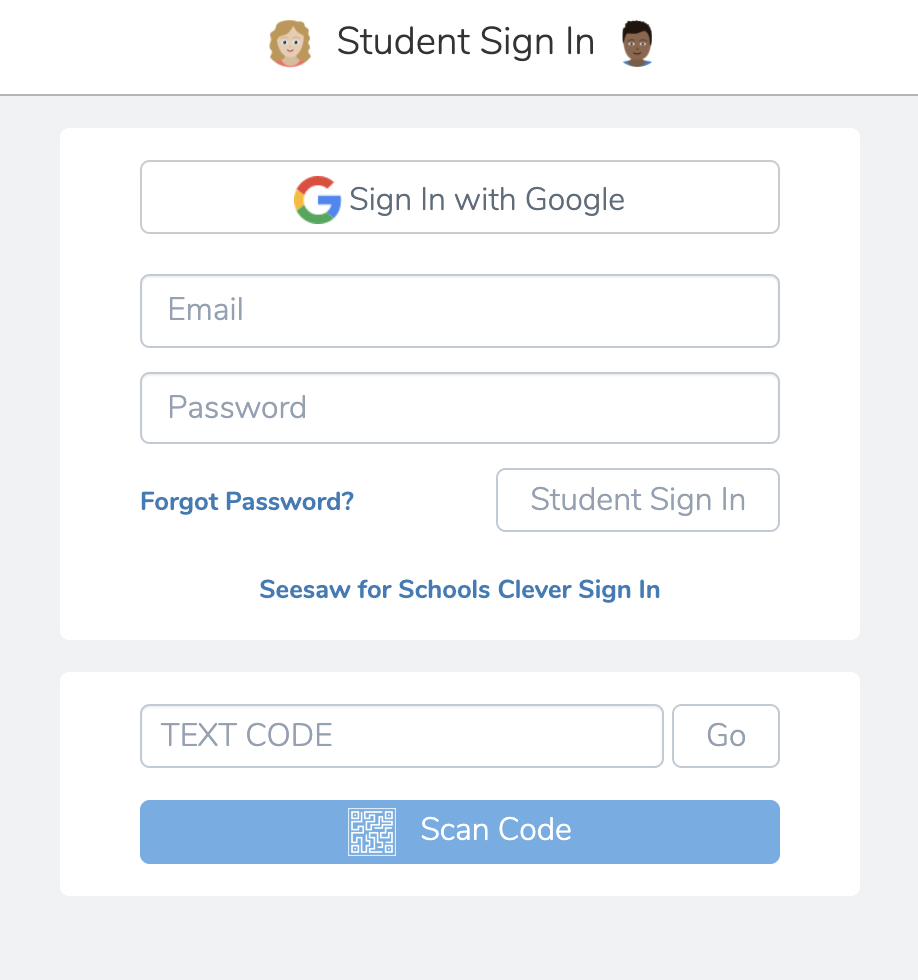 Student Sign In
Sign In with Google
Email
Password
Forgot Password?
Student Sign In
Seesaw for Schools Clever Sign In
TEXT CODE
Go
Scan Code